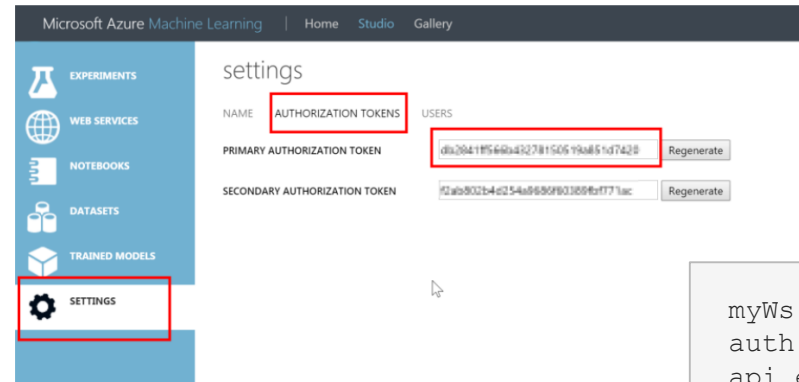 Microsoft Azure Machine Learning | Home Studio Gallery
settings
EXPERIMENTS
NAME AUTHORIZATION TOKENS USERS
WEB SERVICES
PRIMARY AUTHORIZATION TOKEN Regenerate
NOTEBOOKS
SECONDARY AUTHORIZATION TOKEN Regenerate
DATASETS
TRAINED MODELS
SETTINGS
myWs
auth
api